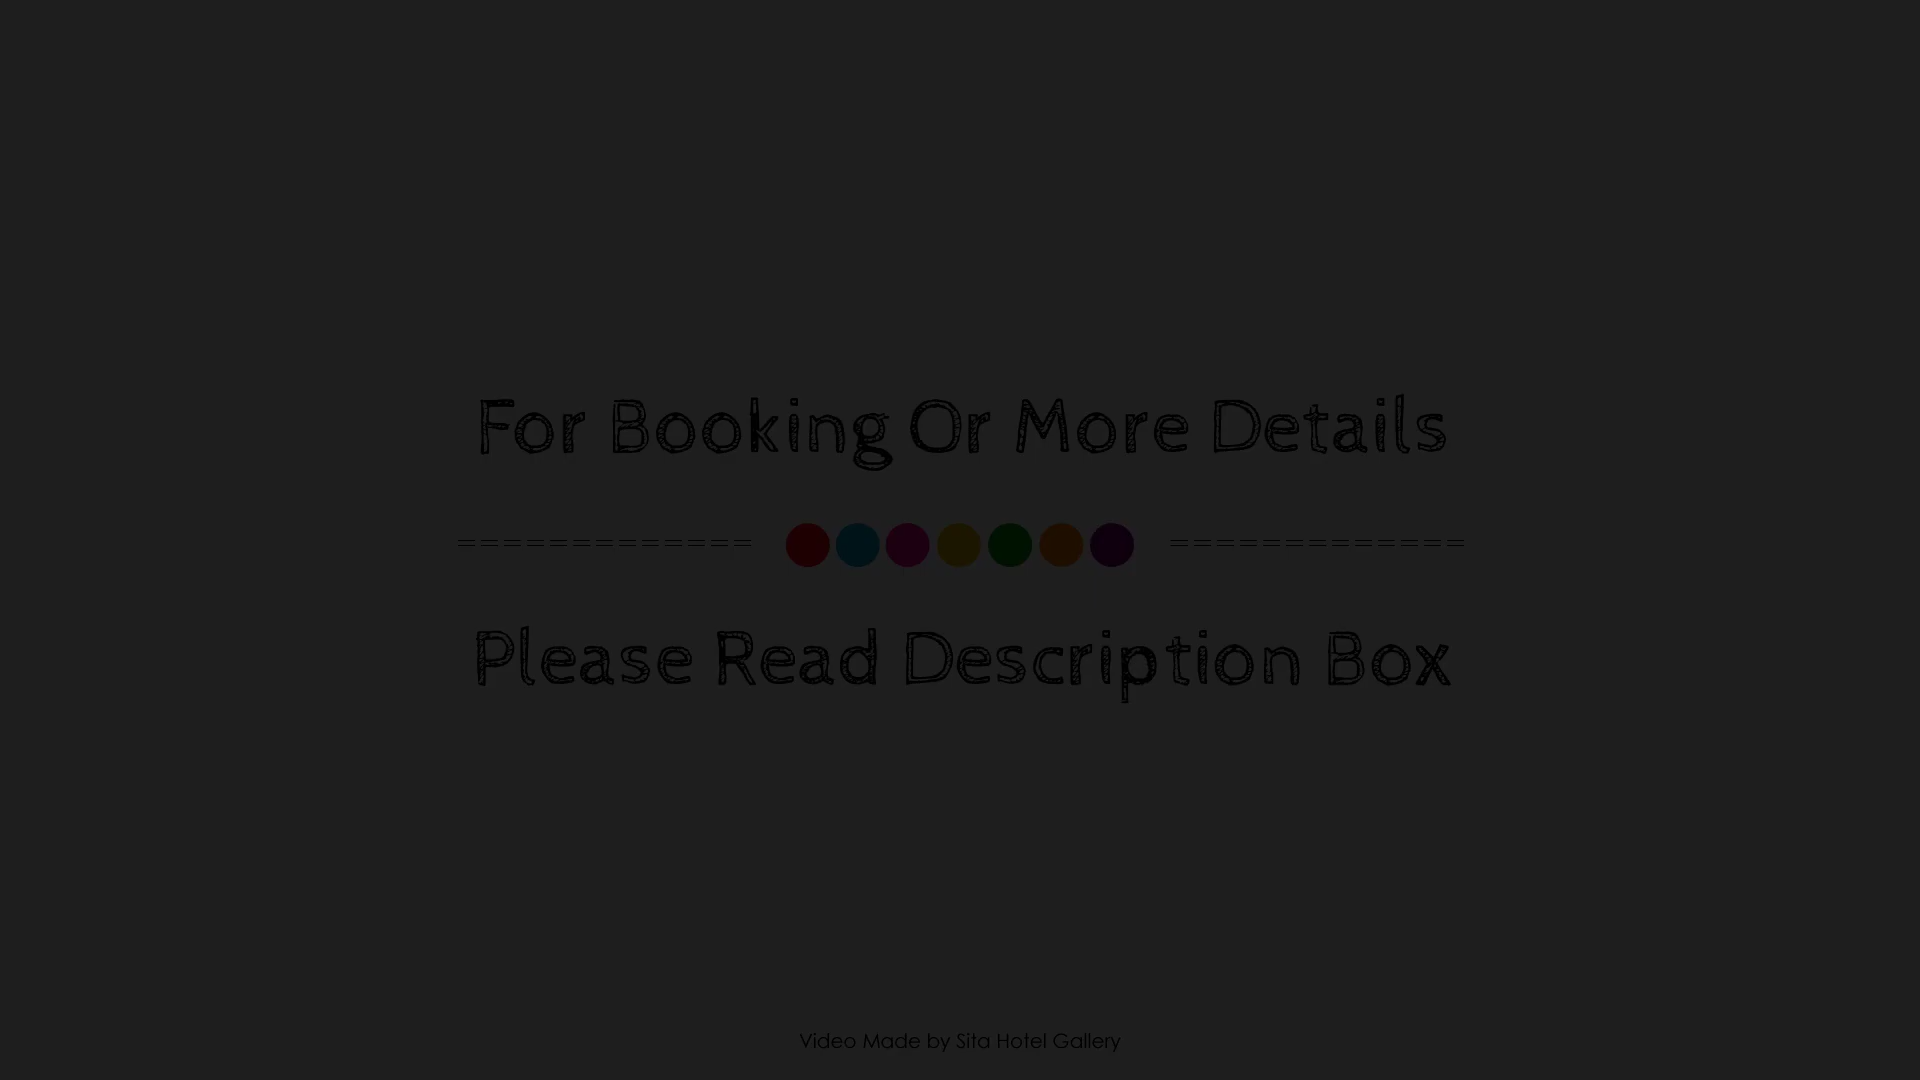 For Booking Or More Details
============= =============
Please Read Description Box
Video Made by Sita Hotel Gallery